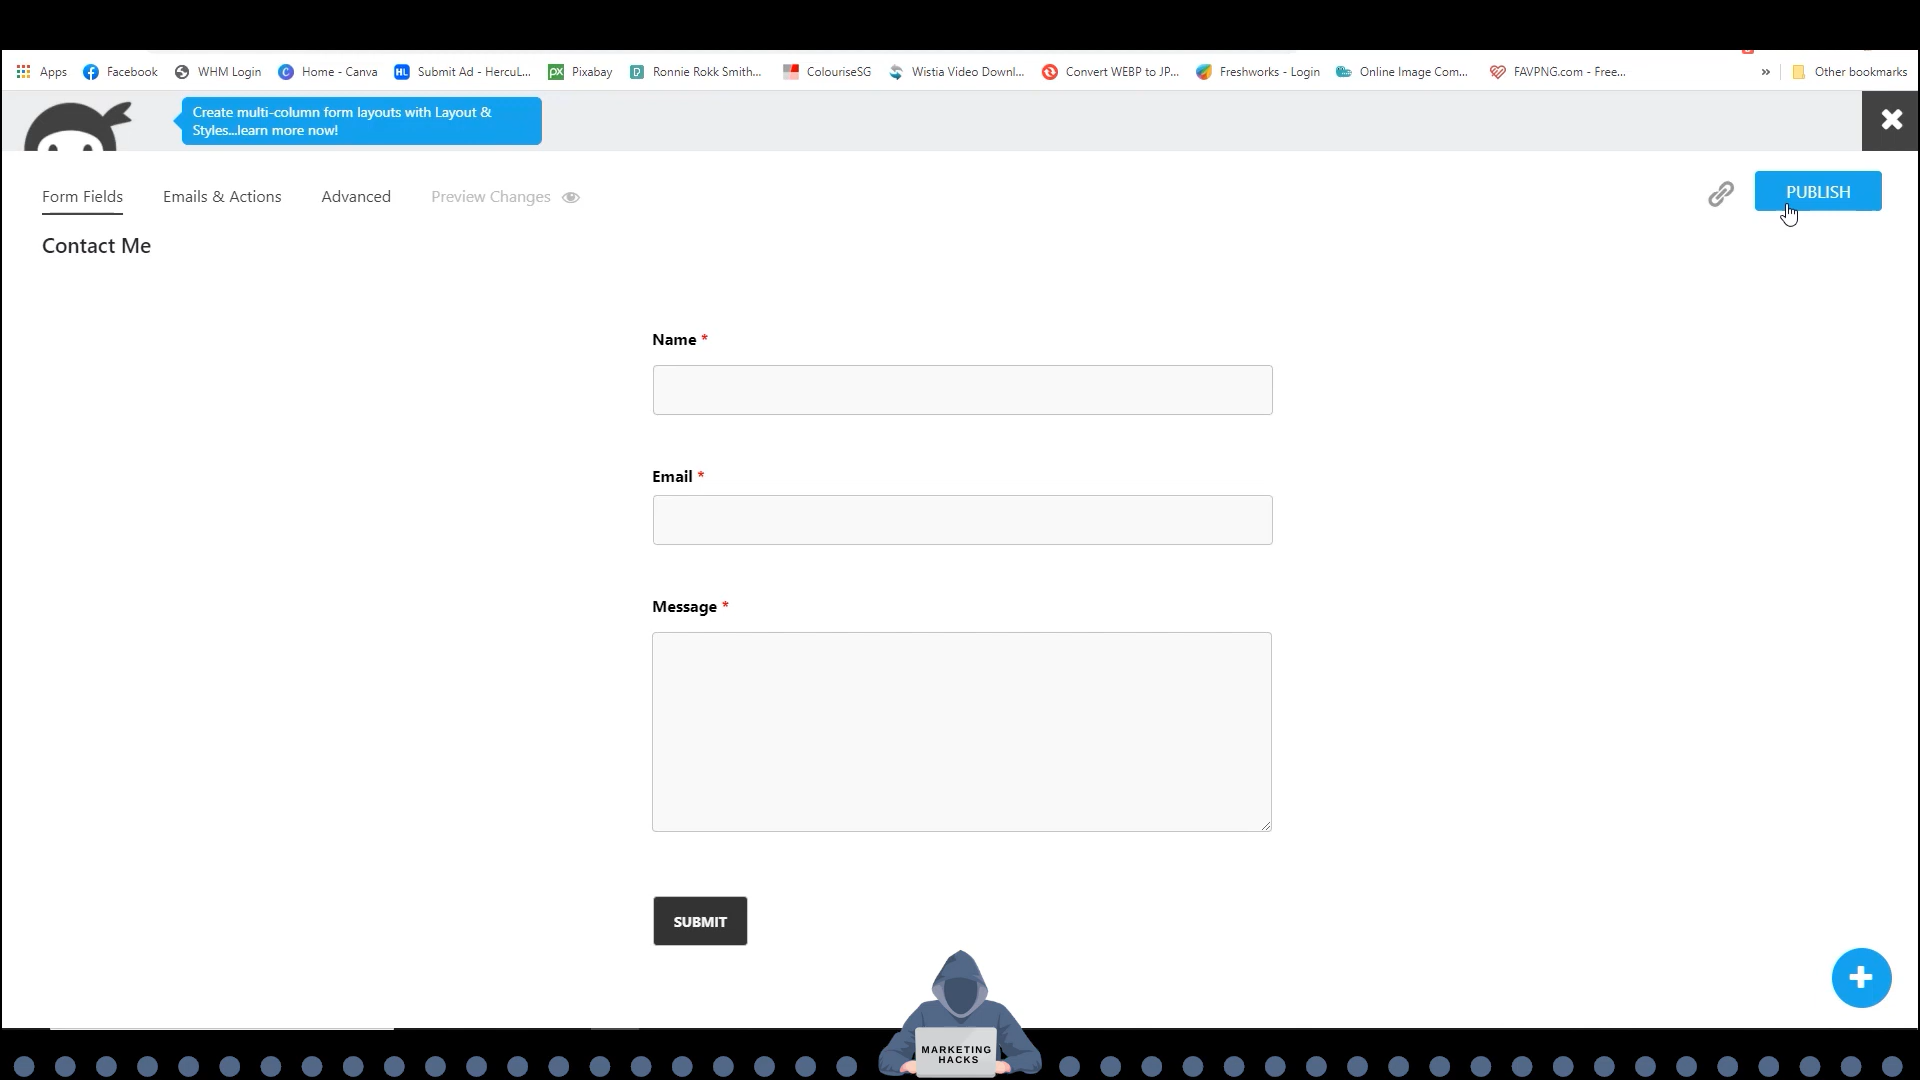 Apps Facebook WHM Login Home - Canva Submit Ad - HercuL... Pixabay Ronnie Rokk Smith... ColouriseSG Wistia Video Downl... Convert WEBP to JP... Freshworks - Login Online Image Com... FAVPNG.com - Free... » Other bookmarks
Create multi-column form layouts with Layout &
Styles...learn more now!
Form Fields Emails & Actions Advanced Preview Changes PUBLISH
Contact Me
Name *
Email *
Message *
SUBMIT
MARKETING
HACKS